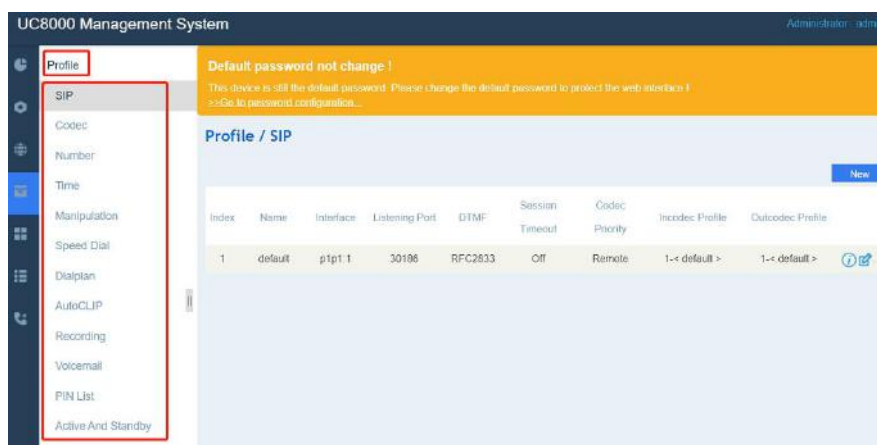 UC8000 Management System
Administrator - adm
Profile
SIP
Codec
Number
Time
Manipulation
Speed Dial
Dialplan
AutoCLIP
Recording
Voicemail
PIN List
Active And Standby
Default password not change !
This device is still the default password. Please change the default password to protect the web interface !
>>Go to password configuration...
Profile / SIP
New
Index Name Interface Listening Port DTMF Session Timeout Codec Priority Incodec Profile Outcodec Profile
1 default p1p1:1 30186 RFC2833 Off Remote 1-< default > 1-< default >